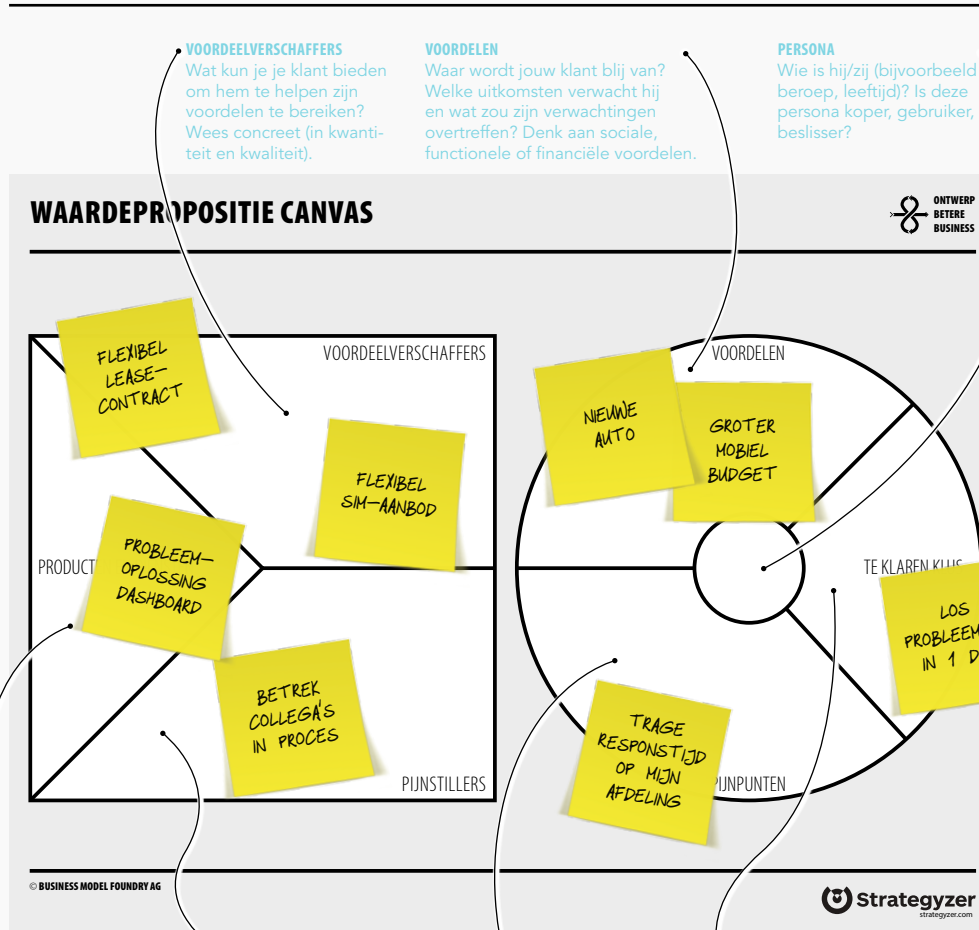 VOORDEELVERSCHAFFERS
Wat kun je je klant bieden
om hem te helpen zijn
voordelen te bereiken?
Wees concreet (in kwanti-
teit en kwaliteit).
VOORDELEN
Waar wordt jouw klant blij van?
Welke uitkomsten verwacht hij
en wat zou zijn verwachtingen
overtreffen? Denk aan sociale,
functionele of financiële voordelen.
PERSONA
Wie is hij/zij (bijvoorbeeld
beroep, leeftijd)? Is deze
persona koper, gebruiker,
beslisser?
WAARDEPROPOSITIE CANVAS
ONTWERP
BETERE
BUSINESS
FLEXIBEL
LEASE-
CONTRACT
VOORDEELVERSCHAFFERS
FLEXIBEL
SIM-AANBOD
PRODUCT
PROBLEEM-
OPLOSSING
DASHBOARD
BETREK
COLLEGA'S
IN PROCES
PIJNSTILLERS
VOORDELEN
NIEUWE
AUTO
GROTER
MOBIEL
BUDGET
TE KLAREN KLUS
LOS
PROBLEEM
IN 1 D
TRAGE
RESPONSTIJD
OP MIJN
AFDELING
PIJNPUNTEN
© BUSINESS MODEL FOUNDRY AG
Strategyzer
strategyzer.com